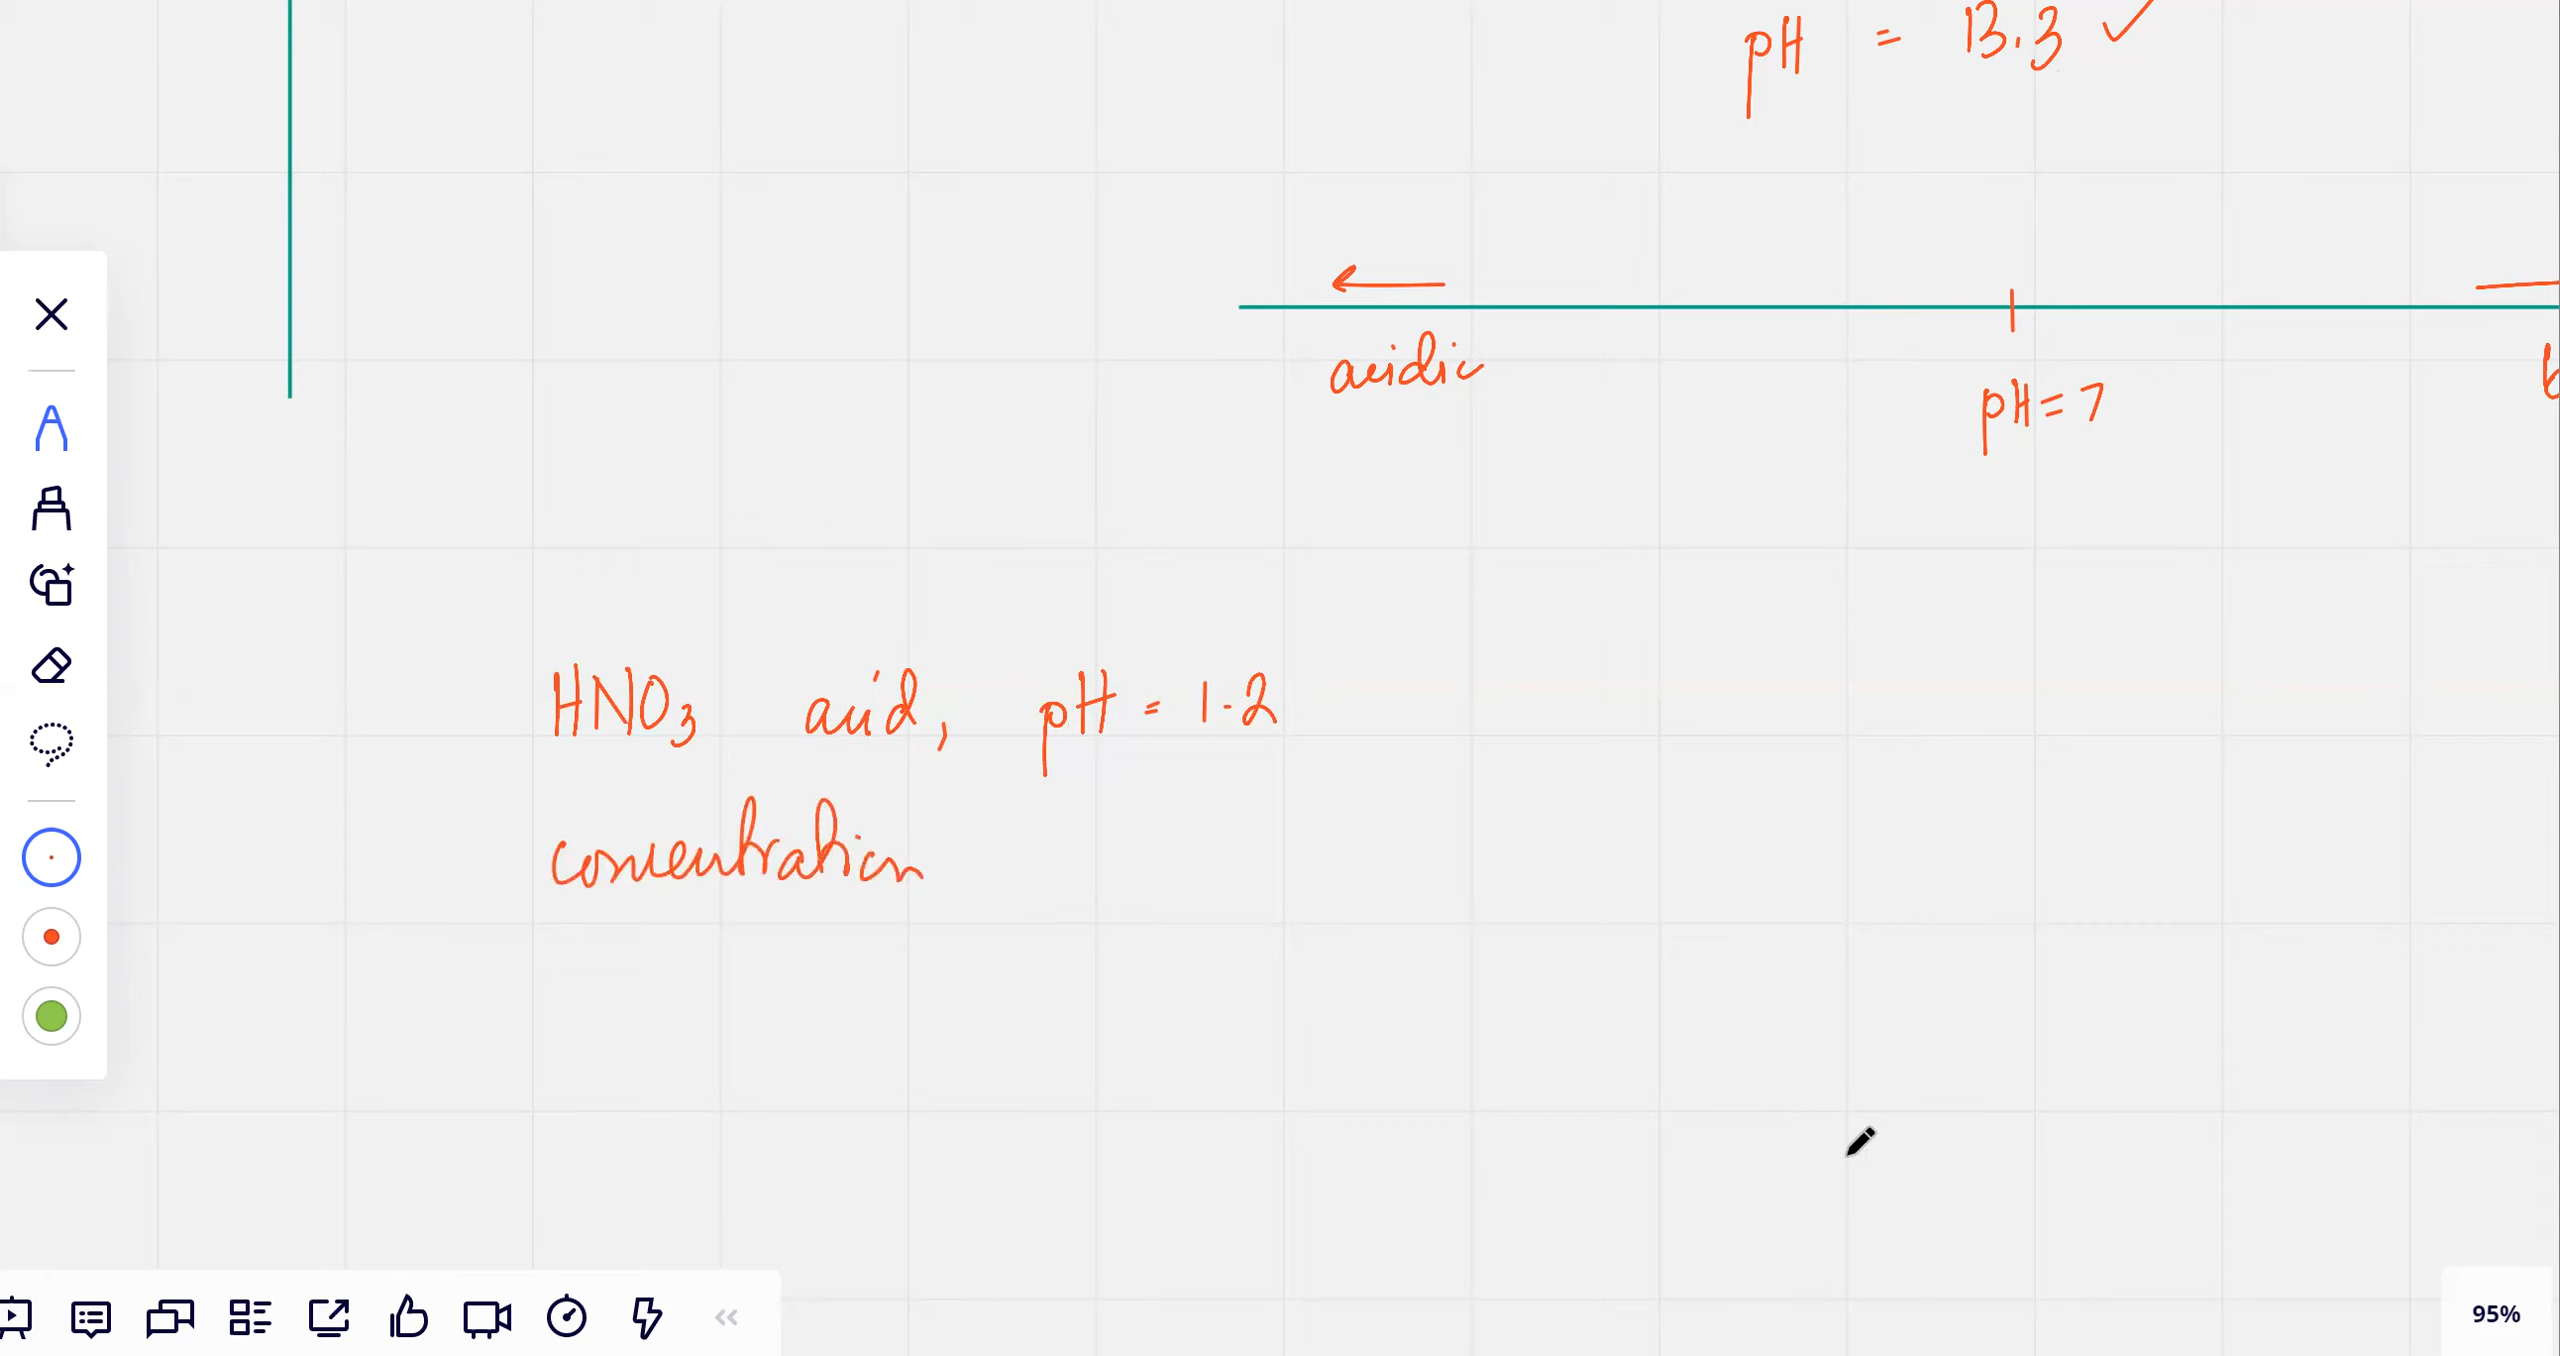 pH = 13.3 ✓
acidic
pH = 7
HNO₃ acid, pH = 1.2
concentration
95%